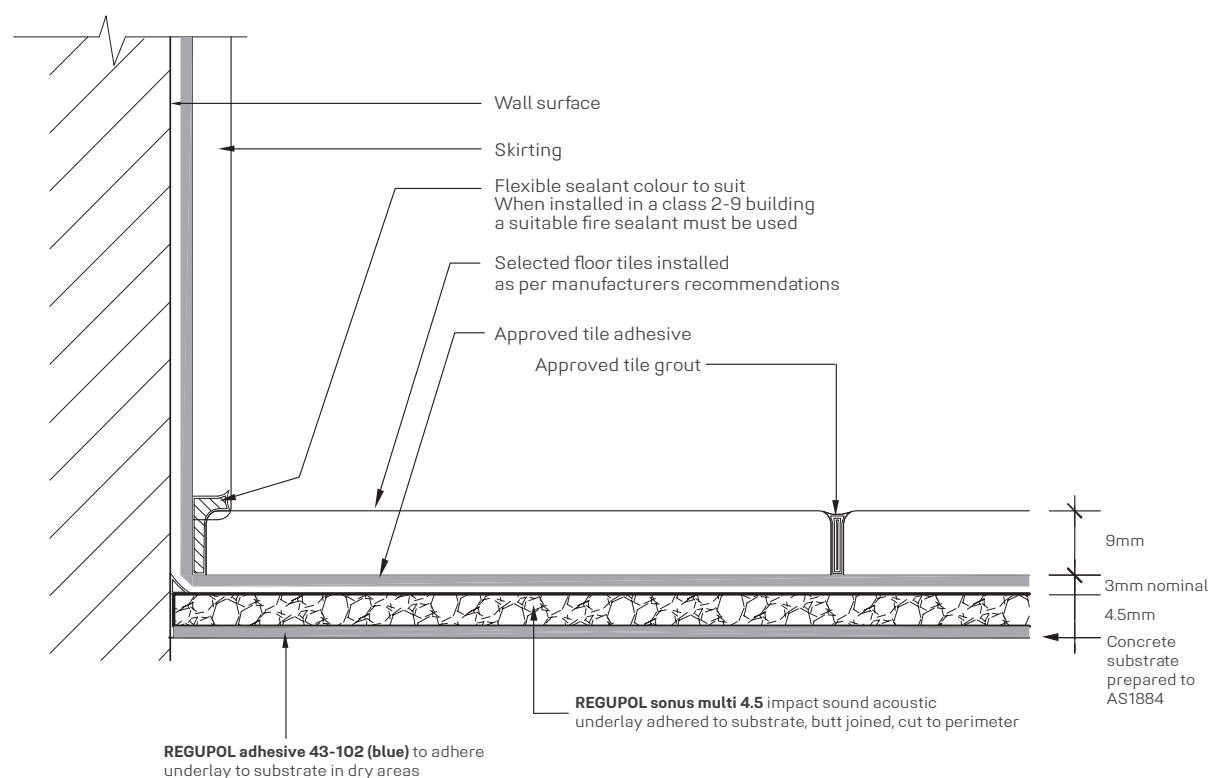 Wall surface
Skirting
Flexible sealant colour to suit
When installed in a class 2-9 building
a suitable fire sealant must be used
Selected floor tiles installed
as per manufacturers recommendations
Approved tile adhesive
Approved tile grout
9mm
3mm nominal
4.5mm
Concrete
substrate
prepared to
AS1884
REGUPOL sonus multi 4.5 impact sound acoustic
underlay adhered to substrate, butt joined, cut to perimeter
REGUPOL adhesive 43-102 (blue) to adhere
underlay to substrate in dry areas